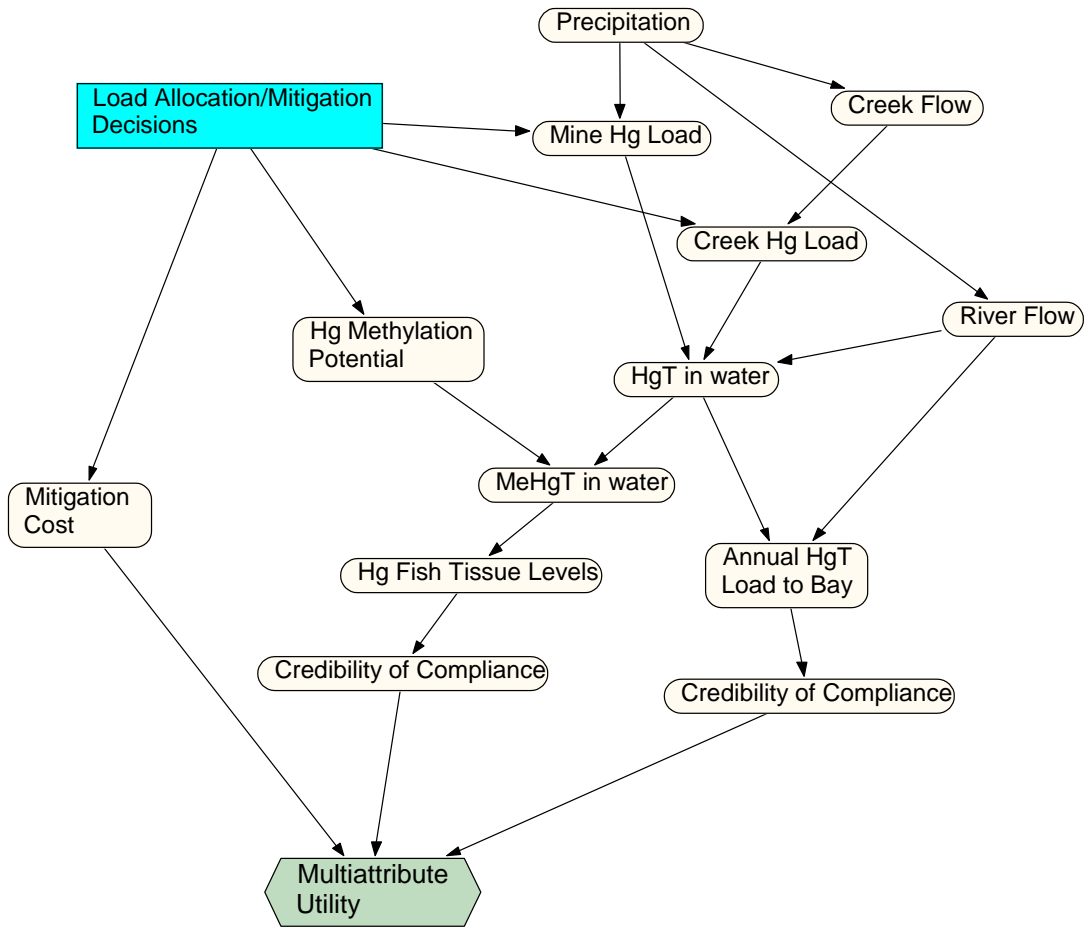 Precipitation
Load Allocation/Mitigation
Decisions
Creek Flow
Mine Hg Load
Creek Hg Load
River Flow
Hg Methylation
Potential
HgT in water
MeHgT in water
Mitigation
Cost
Annual HgT
Load to Bay
Hg Fish Tissue Levels
Credibility of Compliance
Credibility of Compliance
Multiattribute
Utility